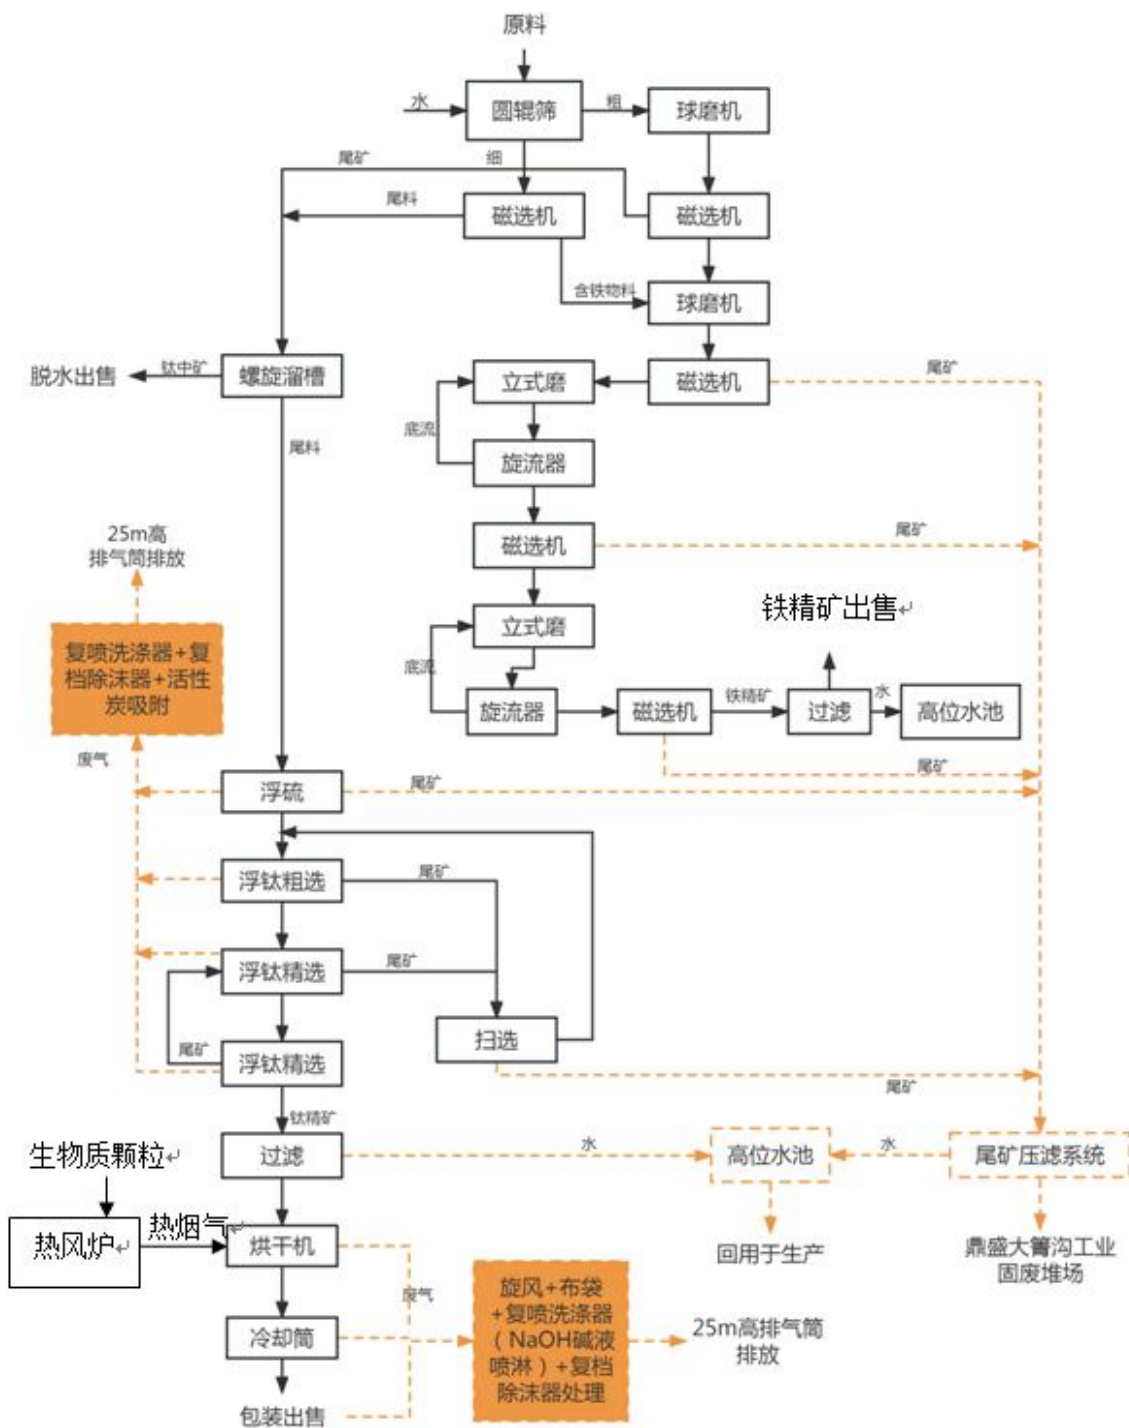 原料
水
圆辊筛
粗
球磨机
尾矿
细
尾料
磁选机
磁选机
含铁物料
球磨机
脱水出售
钛中矿
螺旋溜槽
立式磨
磁选机
尾矿
底流
尾料
旋流器
25m高
排气筒排放
磁选机
尾矿
铁精矿出售↵
立式磨
复喷洗涤器+复
档除沫器+活性
炭吸附
底流
旋流器
磁选机
铁精矿
过滤
水
高位水池
废气
尾矿
浮硫
尾矿
浮钛粗选
尾矿
浮钛精选
尾矿
扫选
尾矿
浮钛精选
尾矿
钛精矿
生物质颗粒↵
过滤
水
高位水池
水
尾矿压滤系统
热风炉↵
热烟气↵
烘干机
回用于生产
鼎盛大箐沟工业
固废堆场
废气
旋风+布袋
+复喷洗涤器
（NaOH碱液
喷淋）+复档
除沫器处理
25m高排气筒
排放
冷却筒
包装出售